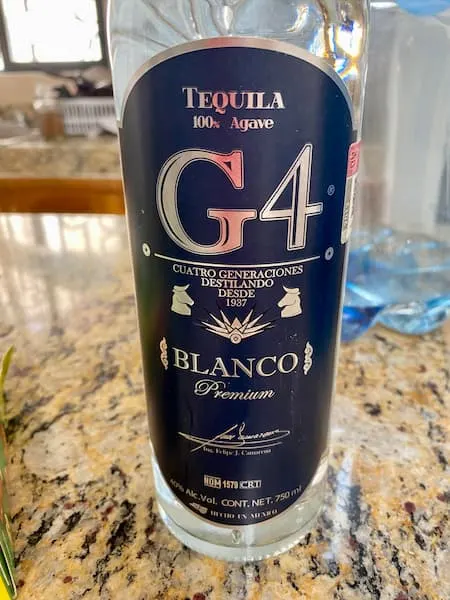 TEQUILA
100% Agave
G4®
CUATRO GENERACIONES
DESTILANDO
DESDE
1937
BLANCO
Premium
Ing. Felipe J. Camarena
NOM 1579 CRT
40% Alc.Vol. CONT. NET. 750 ml
HECHO EN MÉXICO